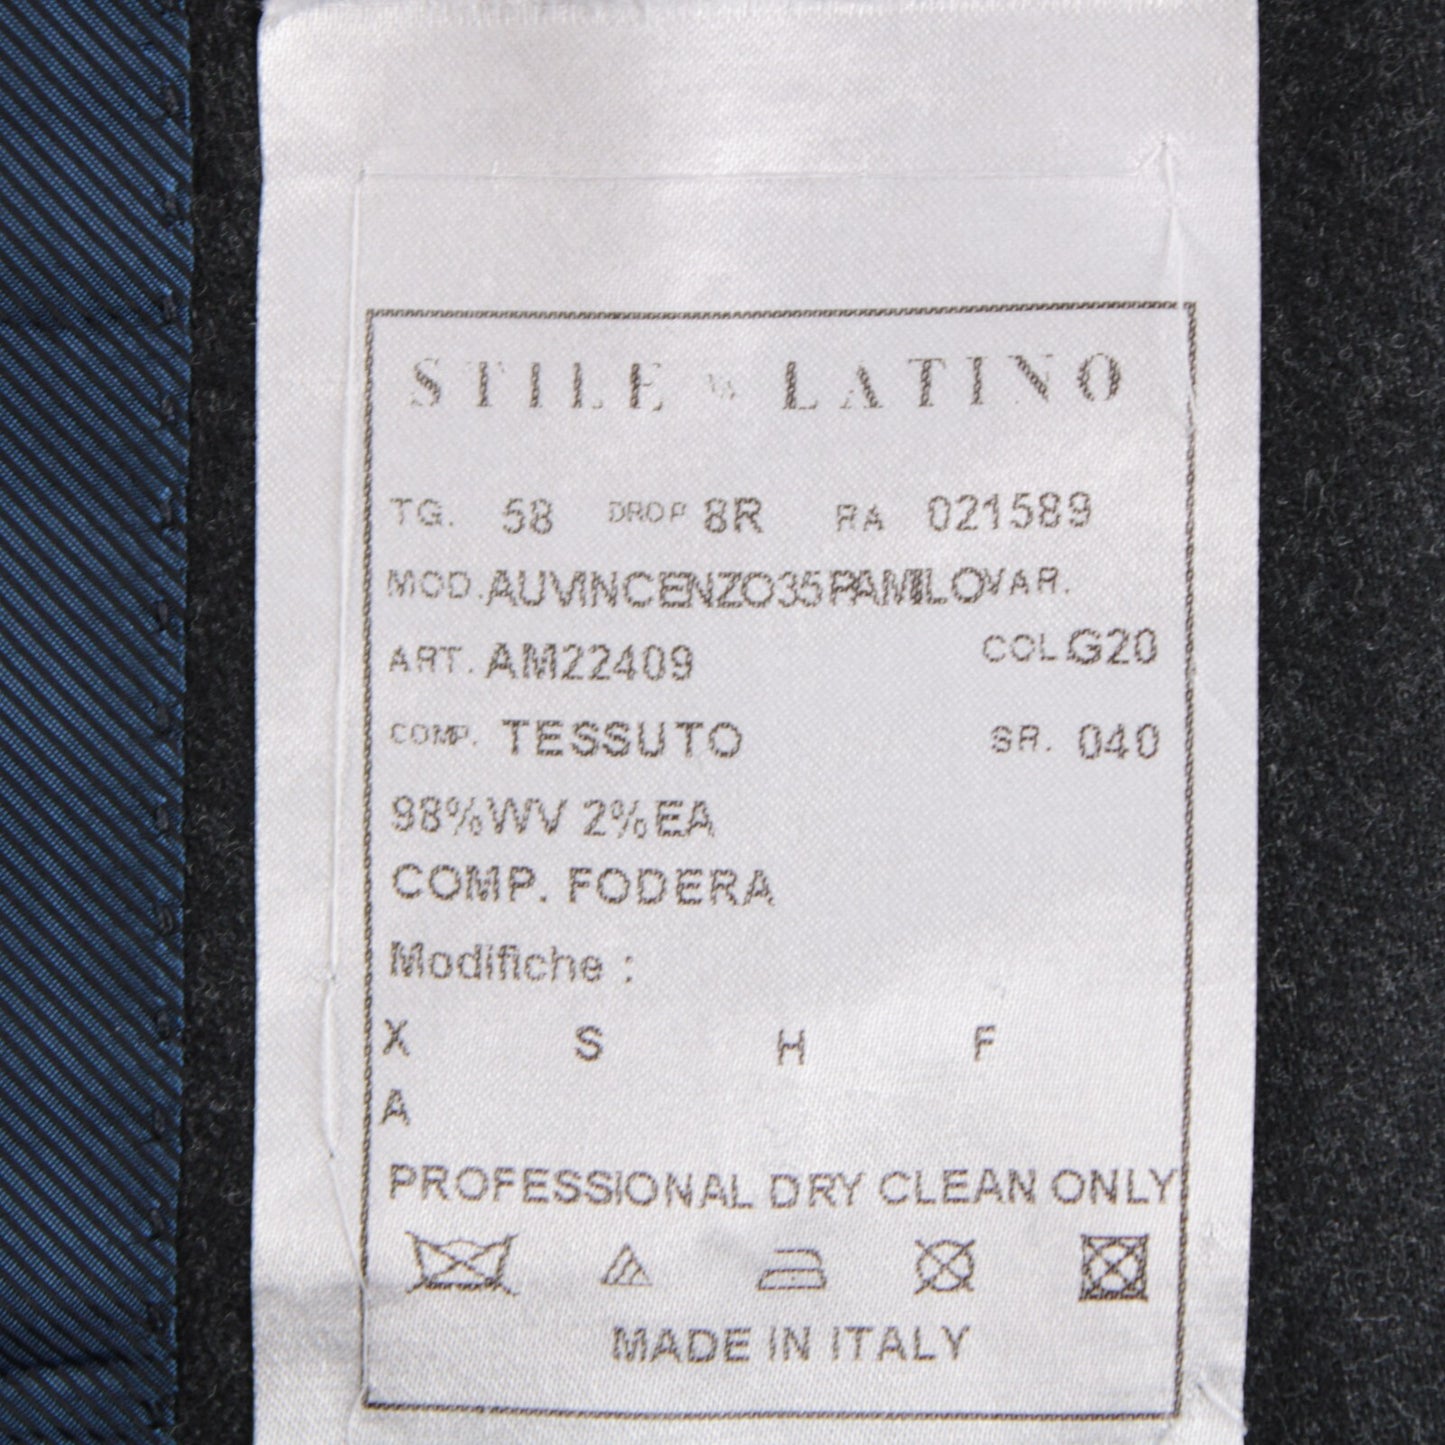 STILE LATINO
TG. 58 DROP 8R RA 021589
MOD. AUVINCENZO35PAMILO VAR.
ART. AM22409 COL. G20
COMP. TESSUTO SR. 040
98%WV 2%EA
COMP. FODERA
Modifiche :
X S H F
A
PROFESSIONAL DRY CLEAN ONLY
MADE IN ITALY